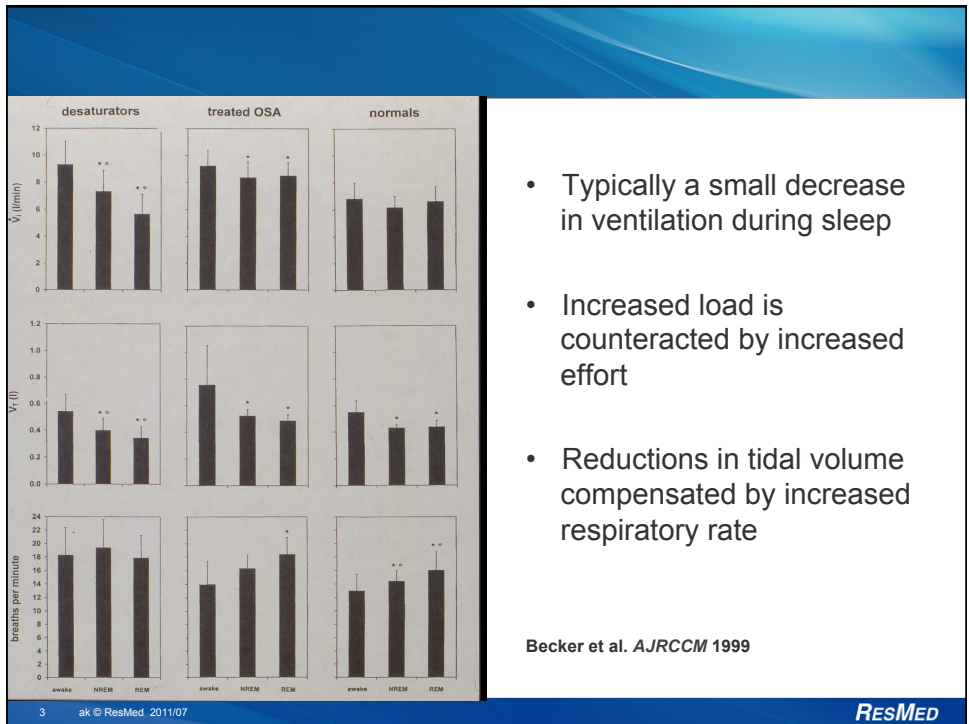 desaturators treated OSA normals
12
10
8
6
4
2
0
V̇ᵢ (l/min)
* °
* °
*
*
1.2
1.0
0.8
0.6
0.4
0.2
0.0
V_T (l)
* °
* °
*
*
*
*
24
22
20
18
16
14
12
10
8
6
4
2
0
breaths per minute
*
* °
* °
awake NREM REM awake NREM REM awake NREM REM
• Typically a small decrease
in ventilation during sleep
• Increased load is
counteracted by increased
effort
• Reductions in tidal volume
compensated by increased
respiratory rate
Becker et al. AJRCCM 1999
3 ak © ResMed 2011/07
RESMED